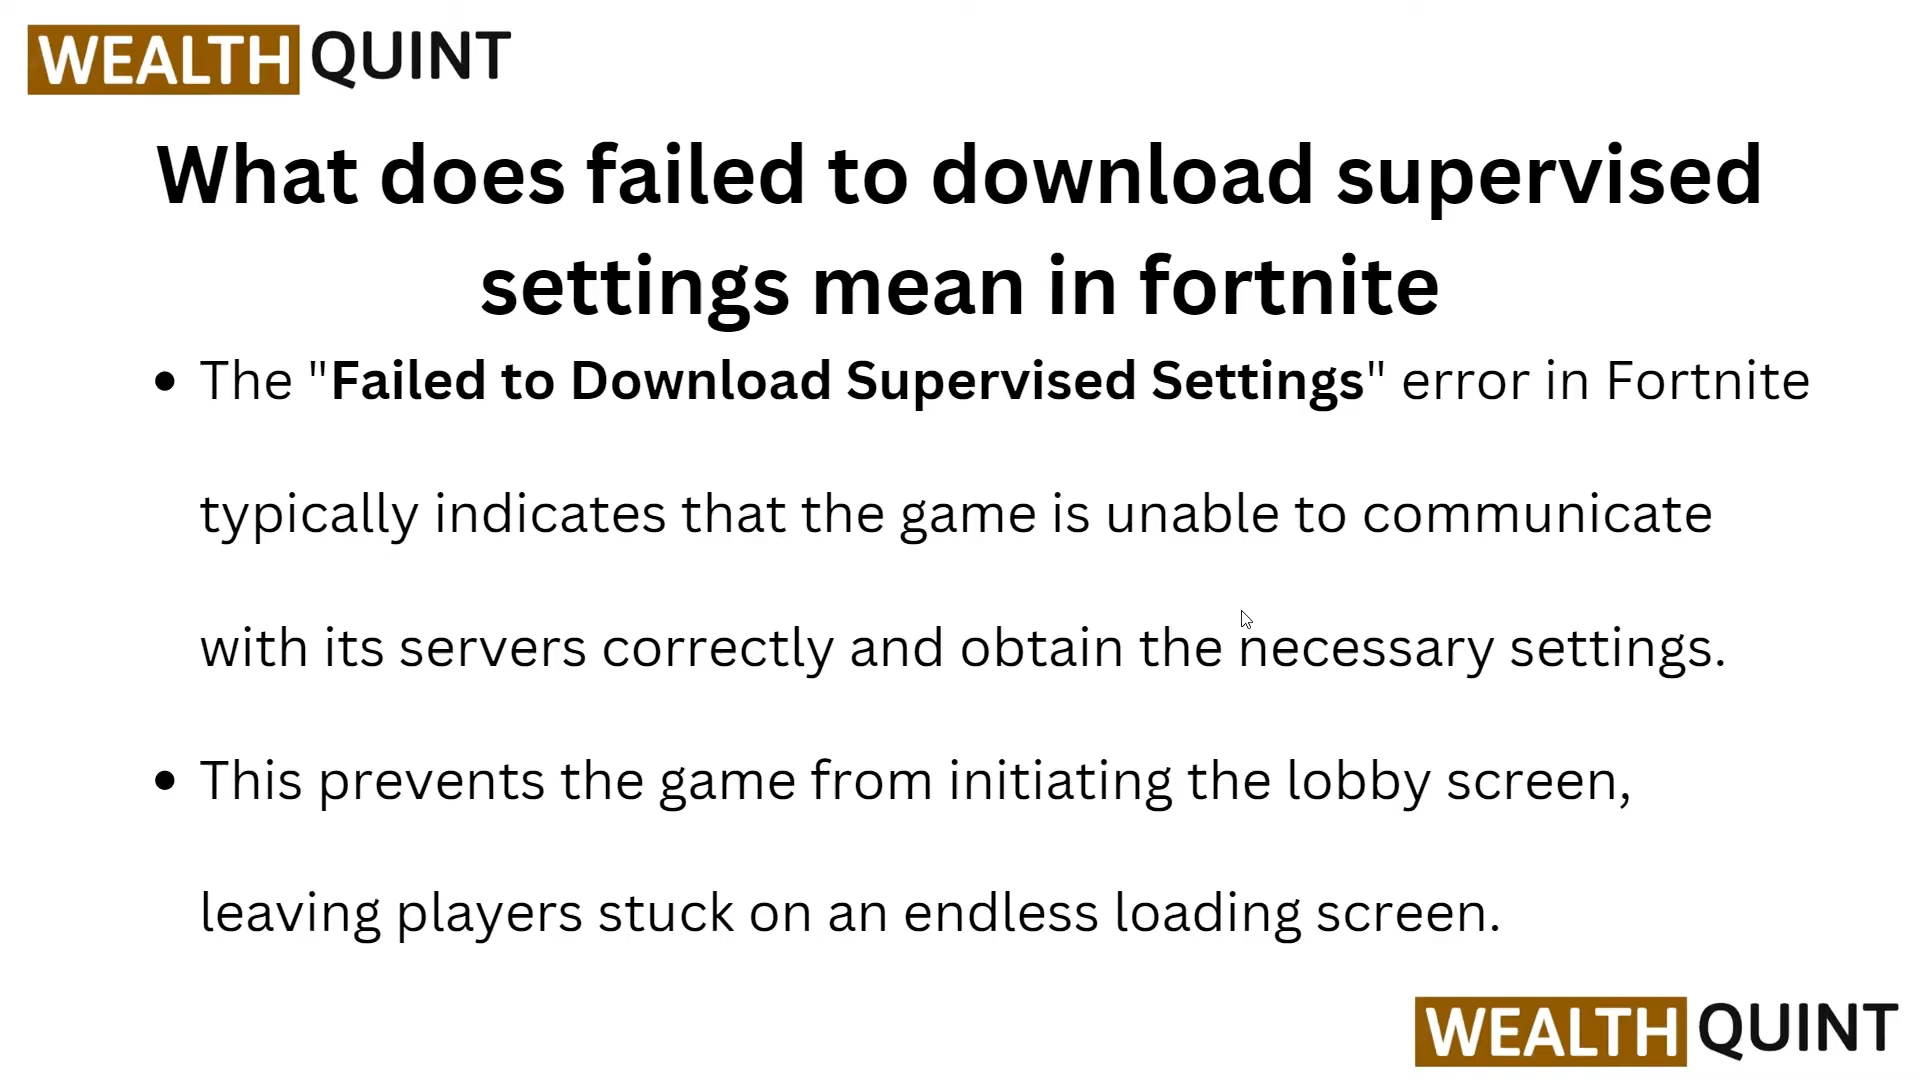 WEALTH QUINT
What does failed to download supervised
settings mean in fortnite
• The "Failed to Download Supervised Settings" error in Fortnite
typically indicates that the game is unable to communicate
with its servers correctly and obtain the necessary settings.
• This prevents the game from initiating the lobby screen,
leaving players stuck on an endless loading screen.
WEALTH QUINT